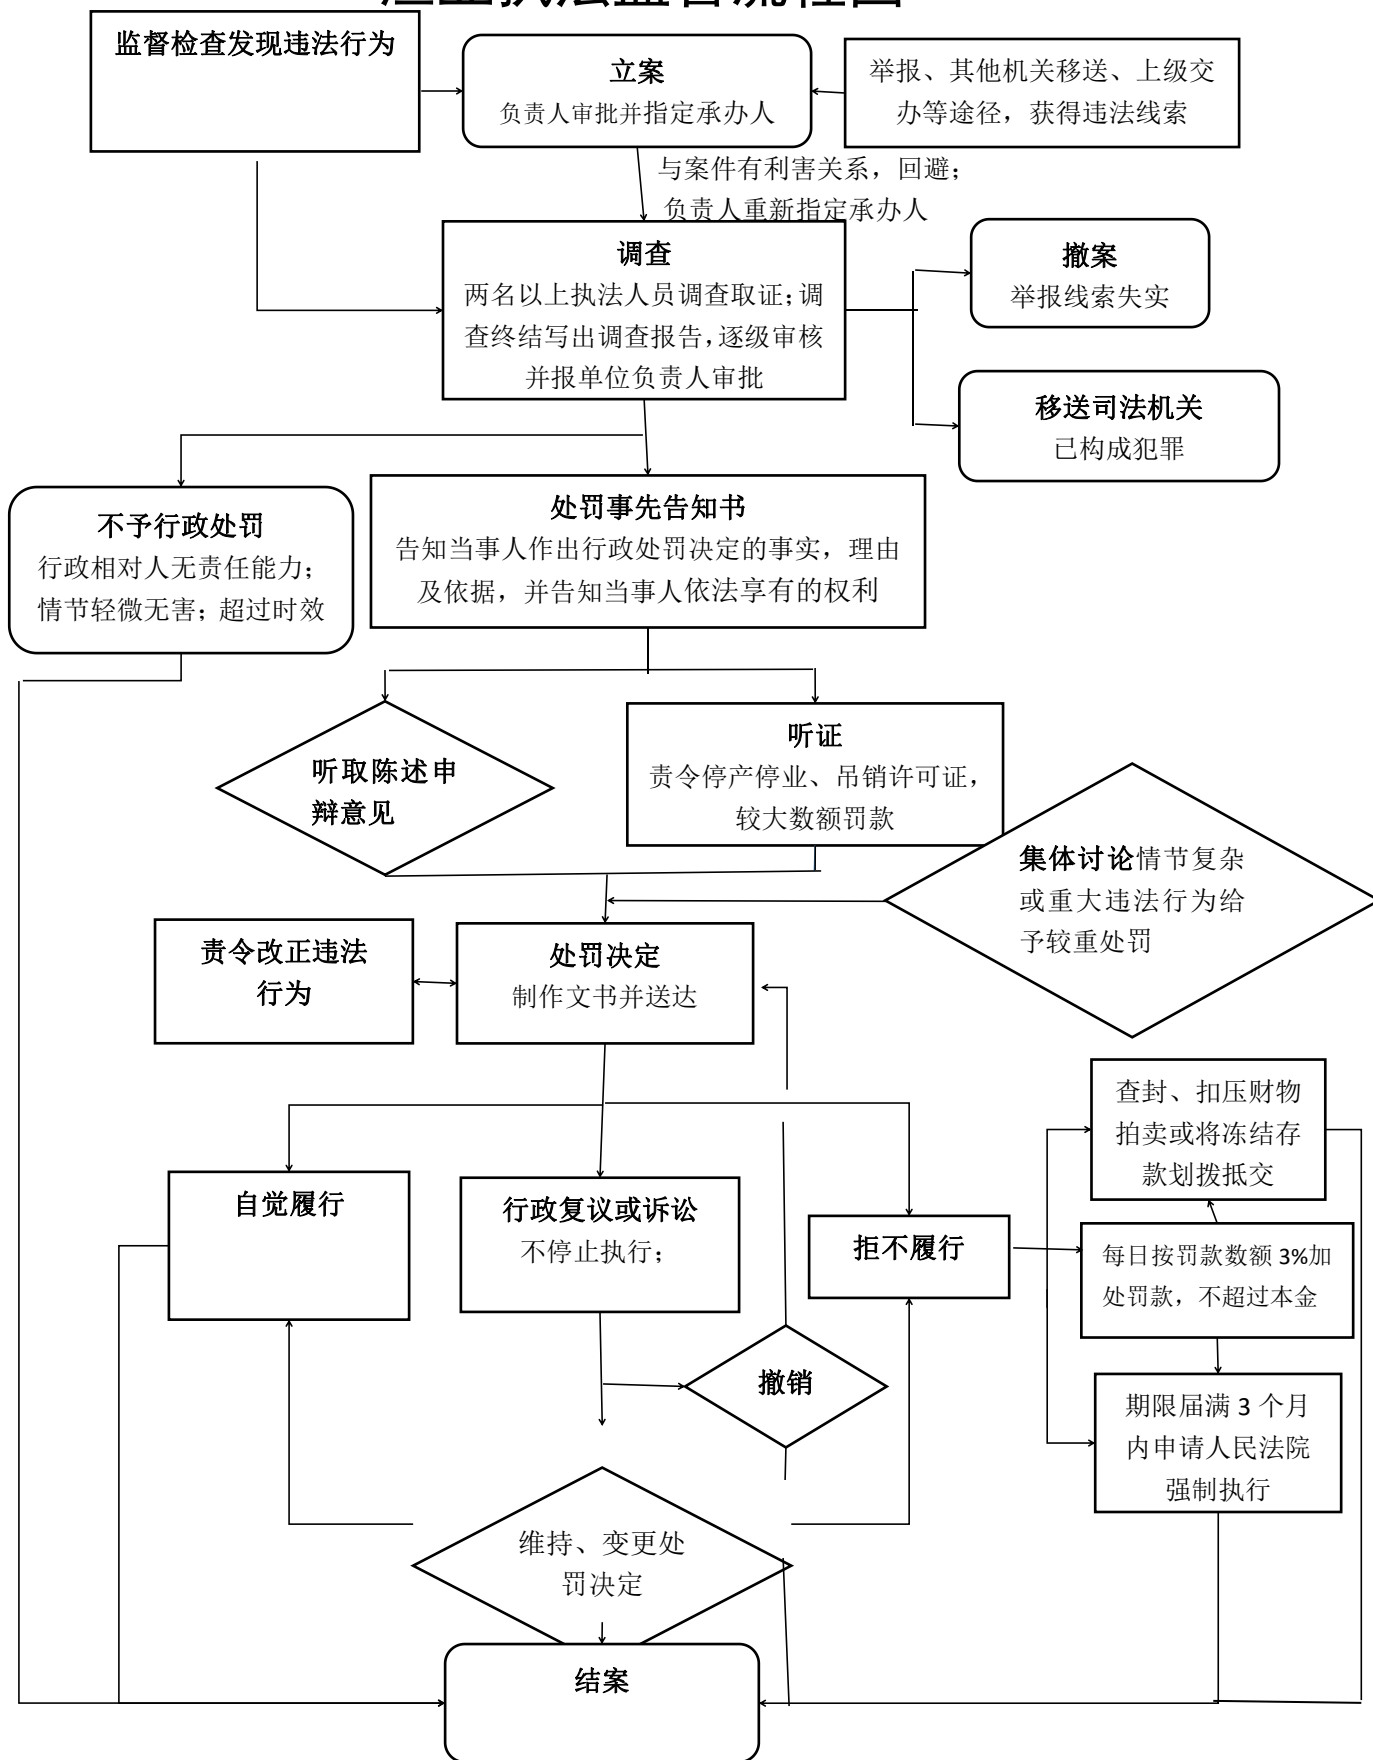 监督检查发现违法行为
立案
负责人审批并指定承办人
举报、其他机关移送、上级交
办等途径，获得违法线索
与案件有利害关系，回避；
负责人重新指定承办人
调查
两名以上执法人员调查取证；调
查终结写出调查报告，逐级审核
并报单位负责人审批
撤案
举报线索失实
移送司法机关
已构成犯罪
不予行政处罚
行政相对人无责任能力；
情节轻微无害；超过时效
处罚事先告知书
告知当事人作出行政处罚决定的事实，理由
及依据，并告知当事人依法享有的权利
听取陈述申
辩意见
听证
责令停产停业、吊销许可证，
较大数额罚款
集体讨论情节复杂
或重大违法行为给
予较重处罚
责令改正违法
行为
处罚决定
制作文书并送达
查封、扣压财物
拍卖或将冻结存
款划拨抵交
自觉履行
行政复议或诉讼
不停止执行；
拒不履行
每日按罚款数额 3%加
处罚款，不超过本金
撤销
期限届满 3 个月
内申请人民法院
强制执行
维持、变更处
罚决定
结案